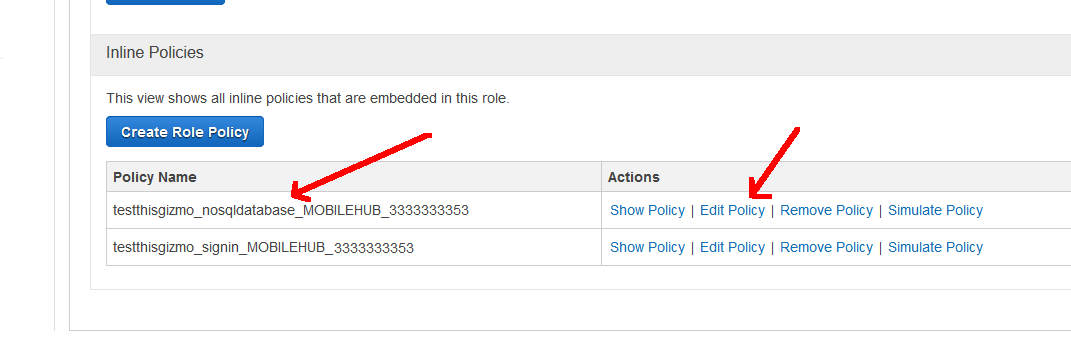 Inline Policies
This view shows all inline policies that are embedded in this role.
Create Role Policy
Policy Name Actions
testthisgizmo_nosqldatabase_MOBILEHUB_3333333353 Show Policy | Edit Policy | Remove Policy | Simulate Policy
testthisgizmo_signin_MOBILEHUB_3333333353 Show Policy | Edit Policy | Remove Policy | Simulate Policy